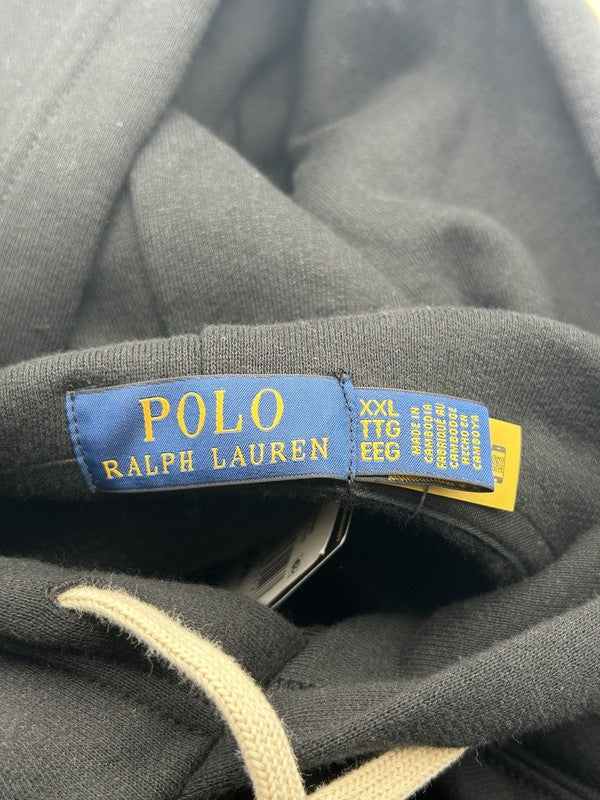 POLO
RALPH LAUREN
XXL
TTG
EEG
MADE IN
CAMBODIA
FABRIQUÉ AU
CAMBODGE
HECHO EN
CAMBOYA